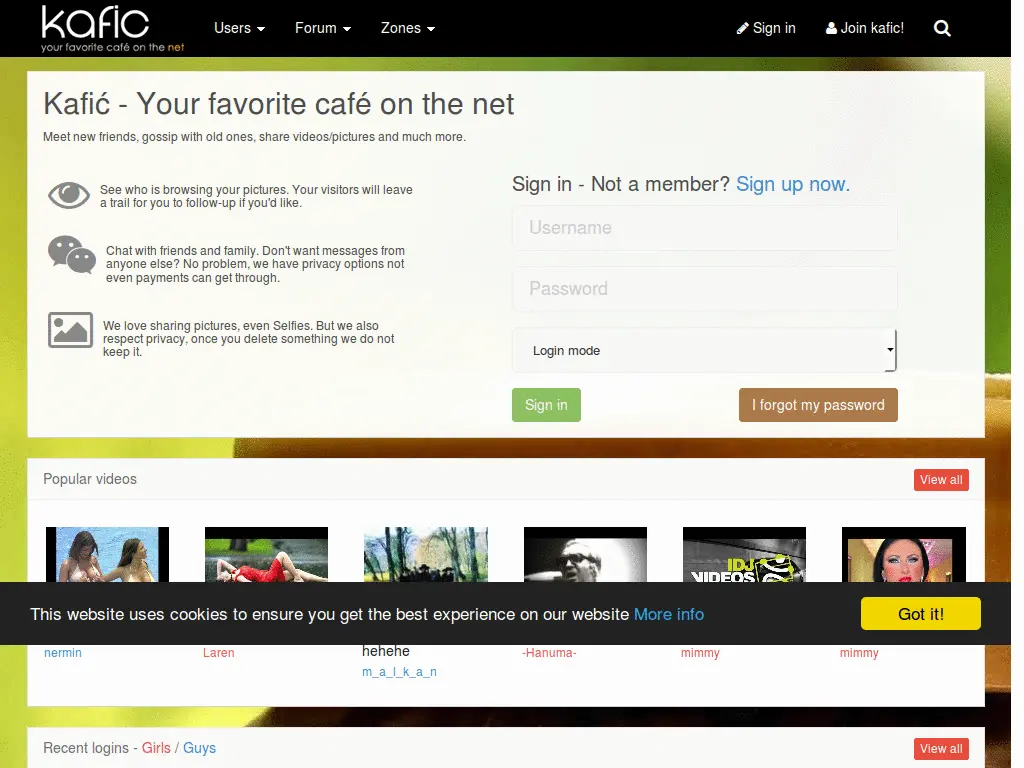 kafic
your favorite café on the net
Users
Forum
Zones
Sign in
Join kafic!
Kafić - Your favorite café on the net
Meet new friends, gossip with old ones, share videos/pictures and much more.
See who is browsing your pictures. Your visitors will leave
a trail for you to follow-up if you'd like.
Chat with friends and family. Don't want messages from
anyone else? No problem, we have privacy options not
even payments can get through.
We love sharing pictures, even Selfies. But we also
respect privacy, once you delete something we do not
keep it.
Sign in - Not a member? Sign up now.
Username
Password
Login mode
Sign in
I forgot my password
Popular videos
View all
IDJ
VIDEOS
This website uses cookies to ensure you get the best experience on our website More info
Got it!
nermin
Laren
hehehe
m_a_l_k_a_n
-Hanuma-
mimmy
mimmy
Recent logins - Girls / Guys
View all